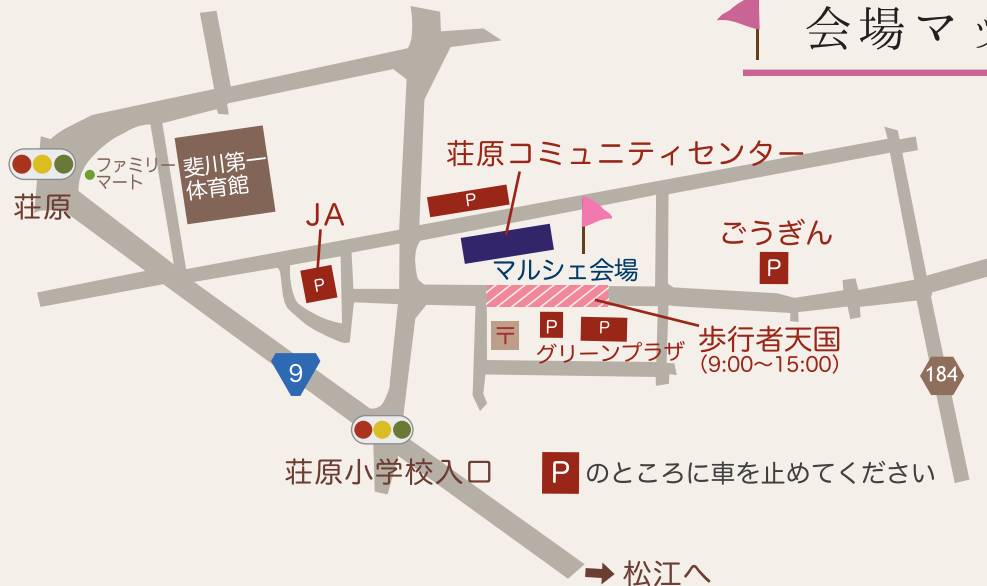 会場マッ
荘原コミュニティセンター
ファミリー
マート
斐川第一
体育館
荘原
P
JA
ごうぎん
P
P
マルシェ会場
〒
P
P
グリーンプラザ
歩行者天国
(9:00〜15:00)
9
184
荘原小学校入口
P のところに車を止めてください
松江へ